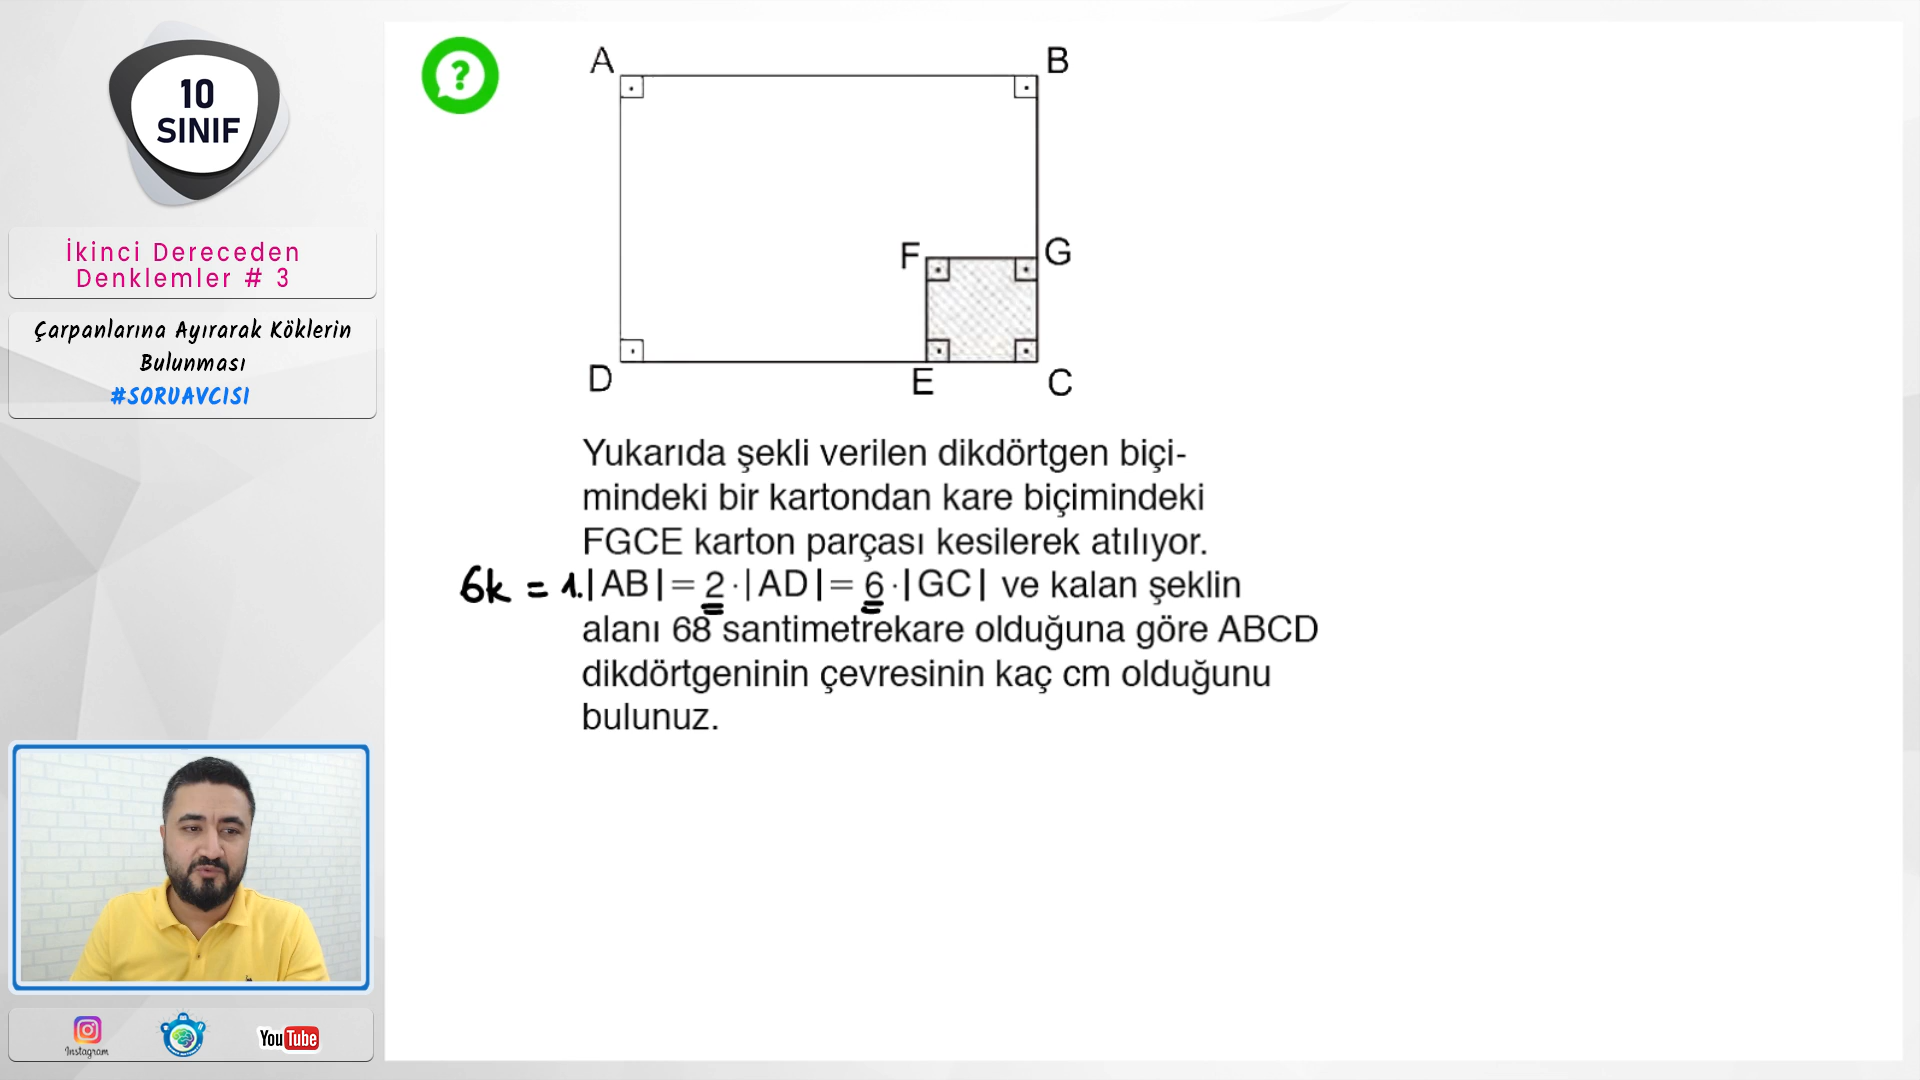 10
SINIF
İkinci Dereceden
Denklemler # 3
Çarpanlarına Ayırarak Köklerin
Bulunması
#SORUAVCISI
A
B
F
G
D
E
C
Yukarıda şekli verilen dikdörtgen biçi-
mindeki bir kartondan kare biçimindeki
FGCE karton parçası kesilerek atılıyor.
6k = 1.|AB| = 2 · |AD| = 6 · |GC| ve kalan şeklin
alanı 68 santimetrekare olduğuna göre ABCD
dikdörtgeninin çevresinin kaç cm olduğunu
bulunuz.
Instagram
YouTube